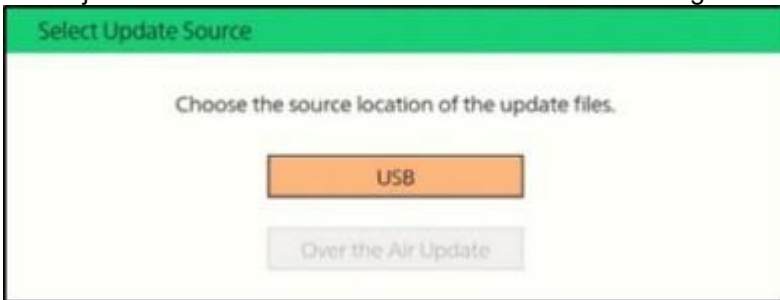 Select Update Source
Choose the source location of the update files.
USB
Over the Air Update